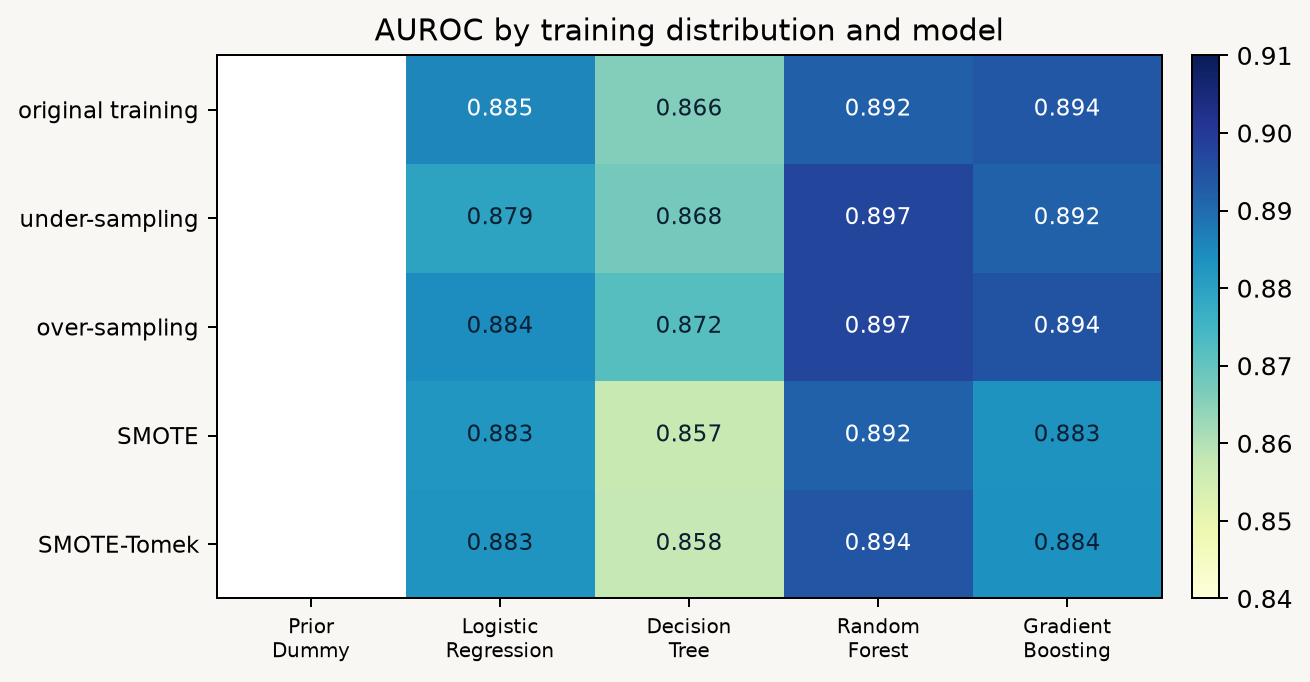 AUROC by training distribution and model
original training 0.885 0.866 0.892 0.894
under-sampling 0.879 0.868 0.897 0.892
over-sampling 0.884 0.872 0.897 0.894
SMOTE 0.883 0.857 0.892 0.883
SMOTE-Tomek 0.883 0.858 0.894 0.884
Prior Dummy
Logistic Regression
Decision Tree
Random Forest
Gradient Boosting
0.91
0.90
0.89
0.88
0.87
0.86
0.85
0.84